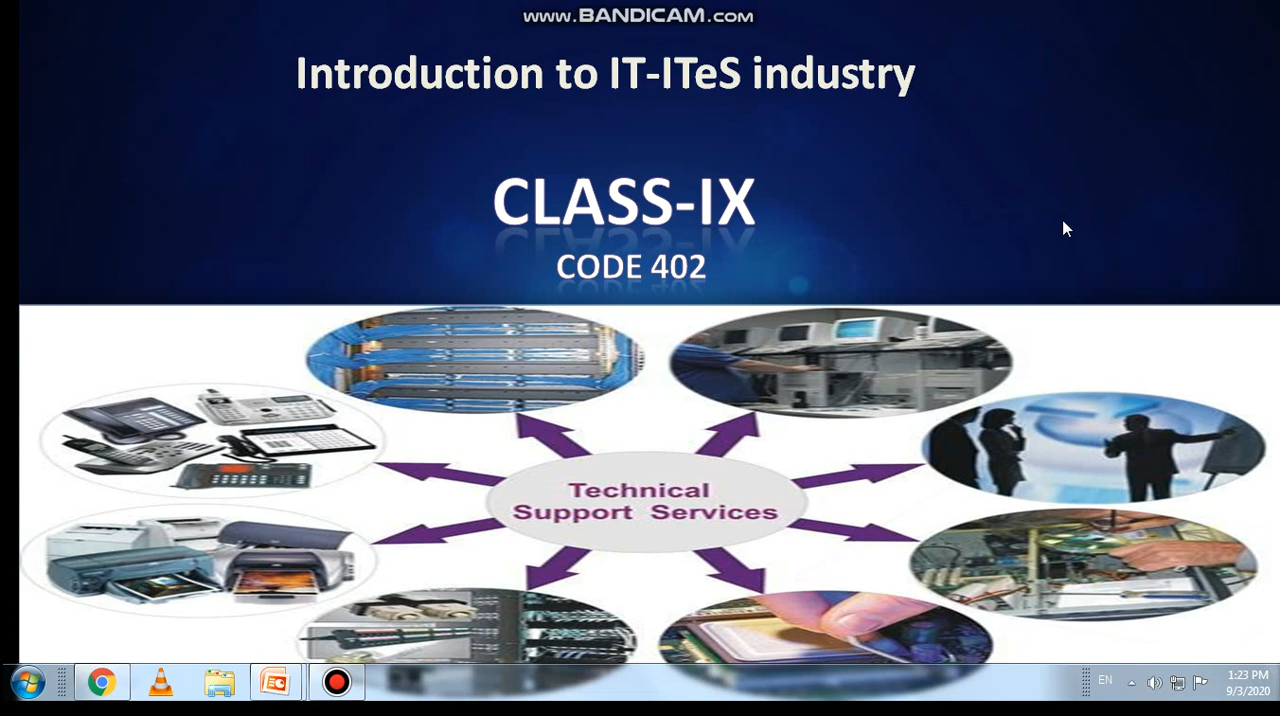 www.BANDICAM.com
Introduction to IT-ITeS industry
CLASS-IX
CODE 402
Technical
Support Services
EN
1:23 PM
9/3/2020